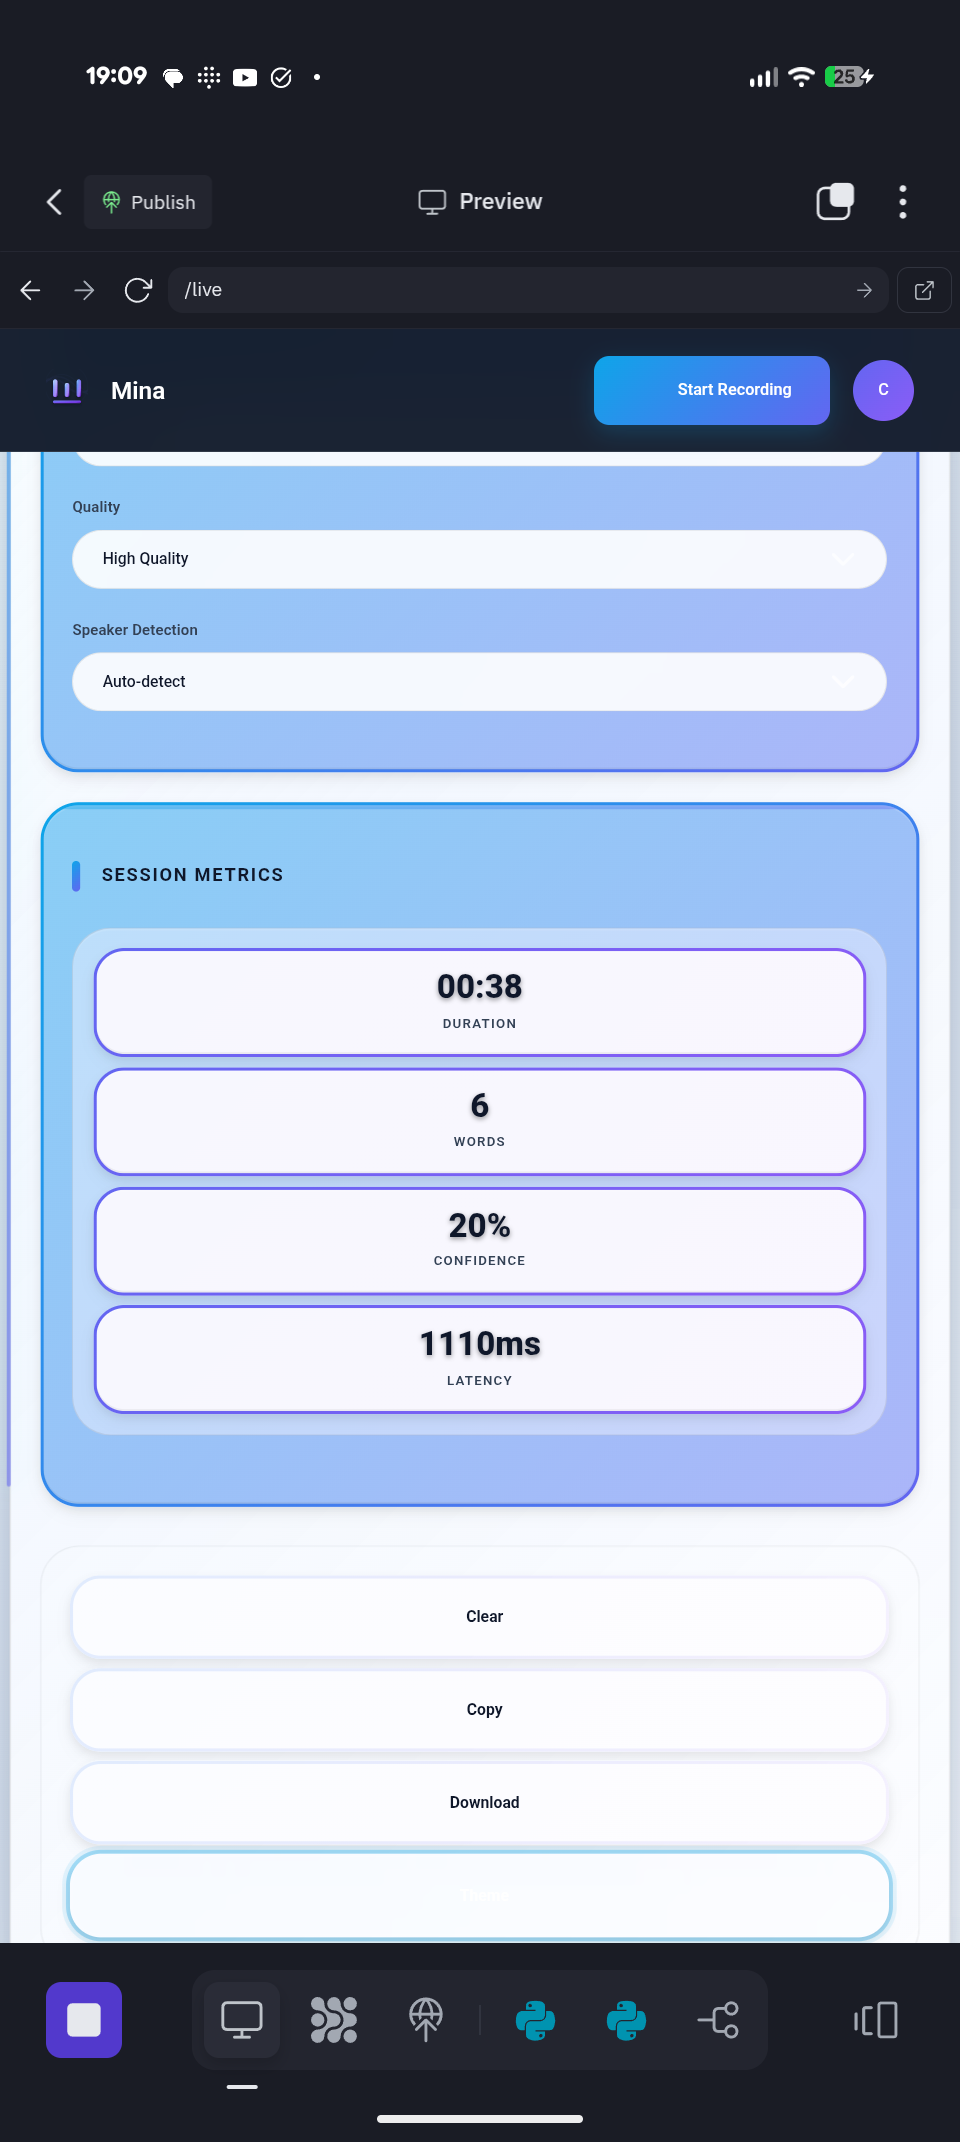 19:09
25
Publish
Preview
/live
Mina
Start Recording
C
Quality
High Quality
Speaker Detection
Auto-detect
SESSION METRICS
00:38
DURATION
6
WORDS
20%
CONFIDENCE
1110ms
LATENCY
Clear
Copy
Download
Theme